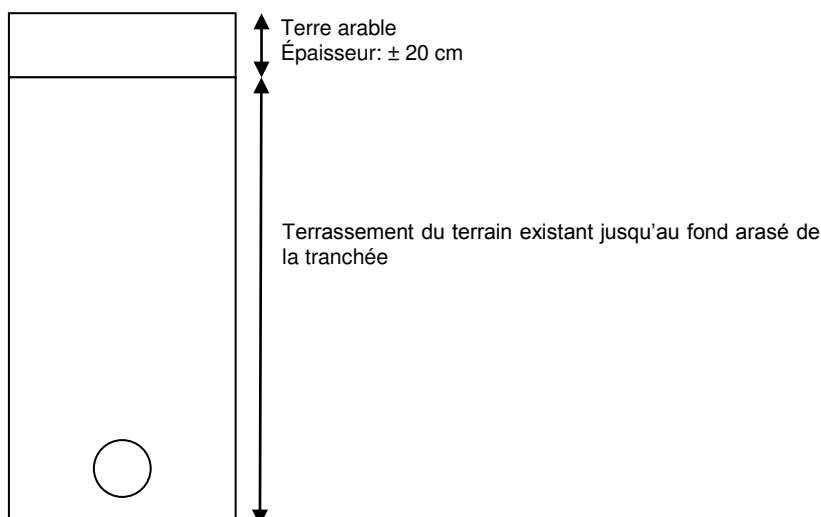 Terre arable
Épaisseur: ± 20 cm
Terrassement du terrain existant jusqu’au fond arasé de
la tranchée